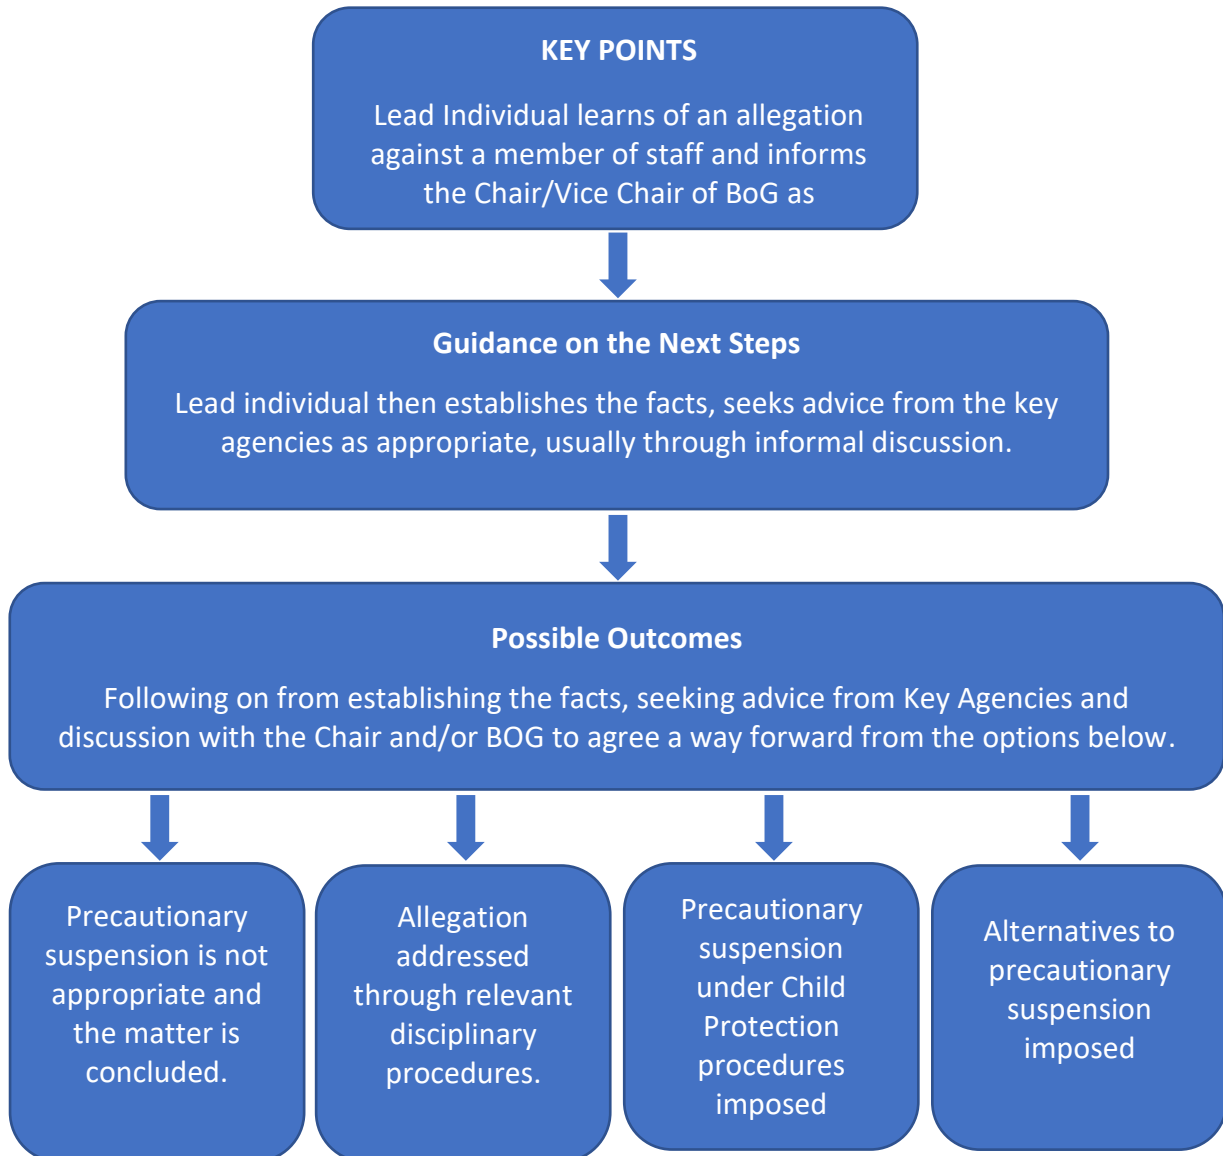 KEY POINTS
Lead Individual learns of an allegation
against a member of staff and informs
the Chair/Vice Chair of BoG as
Guidance on the Next Steps
Lead individual then establishes the facts, seeks advice from the key
agencies as appropriate, usually through informal discussion.
Possible Outcomes
Following on from establishing the facts, seeking advice from Key Agencies and
discussion with the Chair and/or BOG to agree a way forward from the options below.
Precautionary
suspension is not
appropriate and
the matter is
concluded.
Allegation
addressed
through relevant
disciplinary
procedures.
Precautionary
suspension
under Child
Protection
procedures
imposed
Alternatives to
precautionary
suspension
imposed